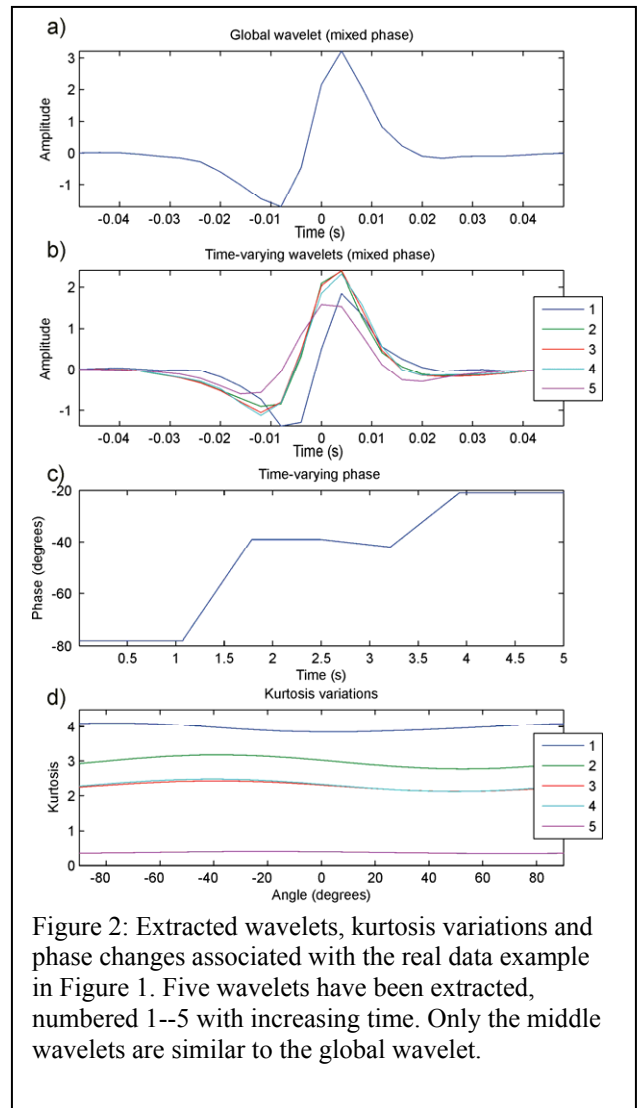 a)
Global wavelet (mixed phase)
3
2
1
0
-1
Amplitude
-0.04 -0.03 -0.02 -0.01 0 0.01 0.02 0.03 0.04
Time (s)
b)
Time-varying wavelets (mixed phase)
2
1
0
-1
Amplitude
1
2
3
4
5
-0.04 -0.03 -0.02 -0.01 0 0.01 0.02 0.03 0.04
Time (s)
c)
Time-varying phase
-20
-40
-60
-80
Phase (degrees)
0.5 1 1.5 2 2.5 3 3.5 4 4.5 5
Time (s)
d)
Kurtosis variations
4
3
2
1
0
Kurtosis
1
2
3
4
5
-80 -60 -40 -20 0 20 40 60 80
Angle (degrees)
Figure 2: Extracted wavelets, kurtosis variations and
phase changes associated with the real data example
in Figure 1. Five wavelets have been extracted,
numbered 1--5 with increasing time. Only the middle
wavelets are similar to the global wavelet.